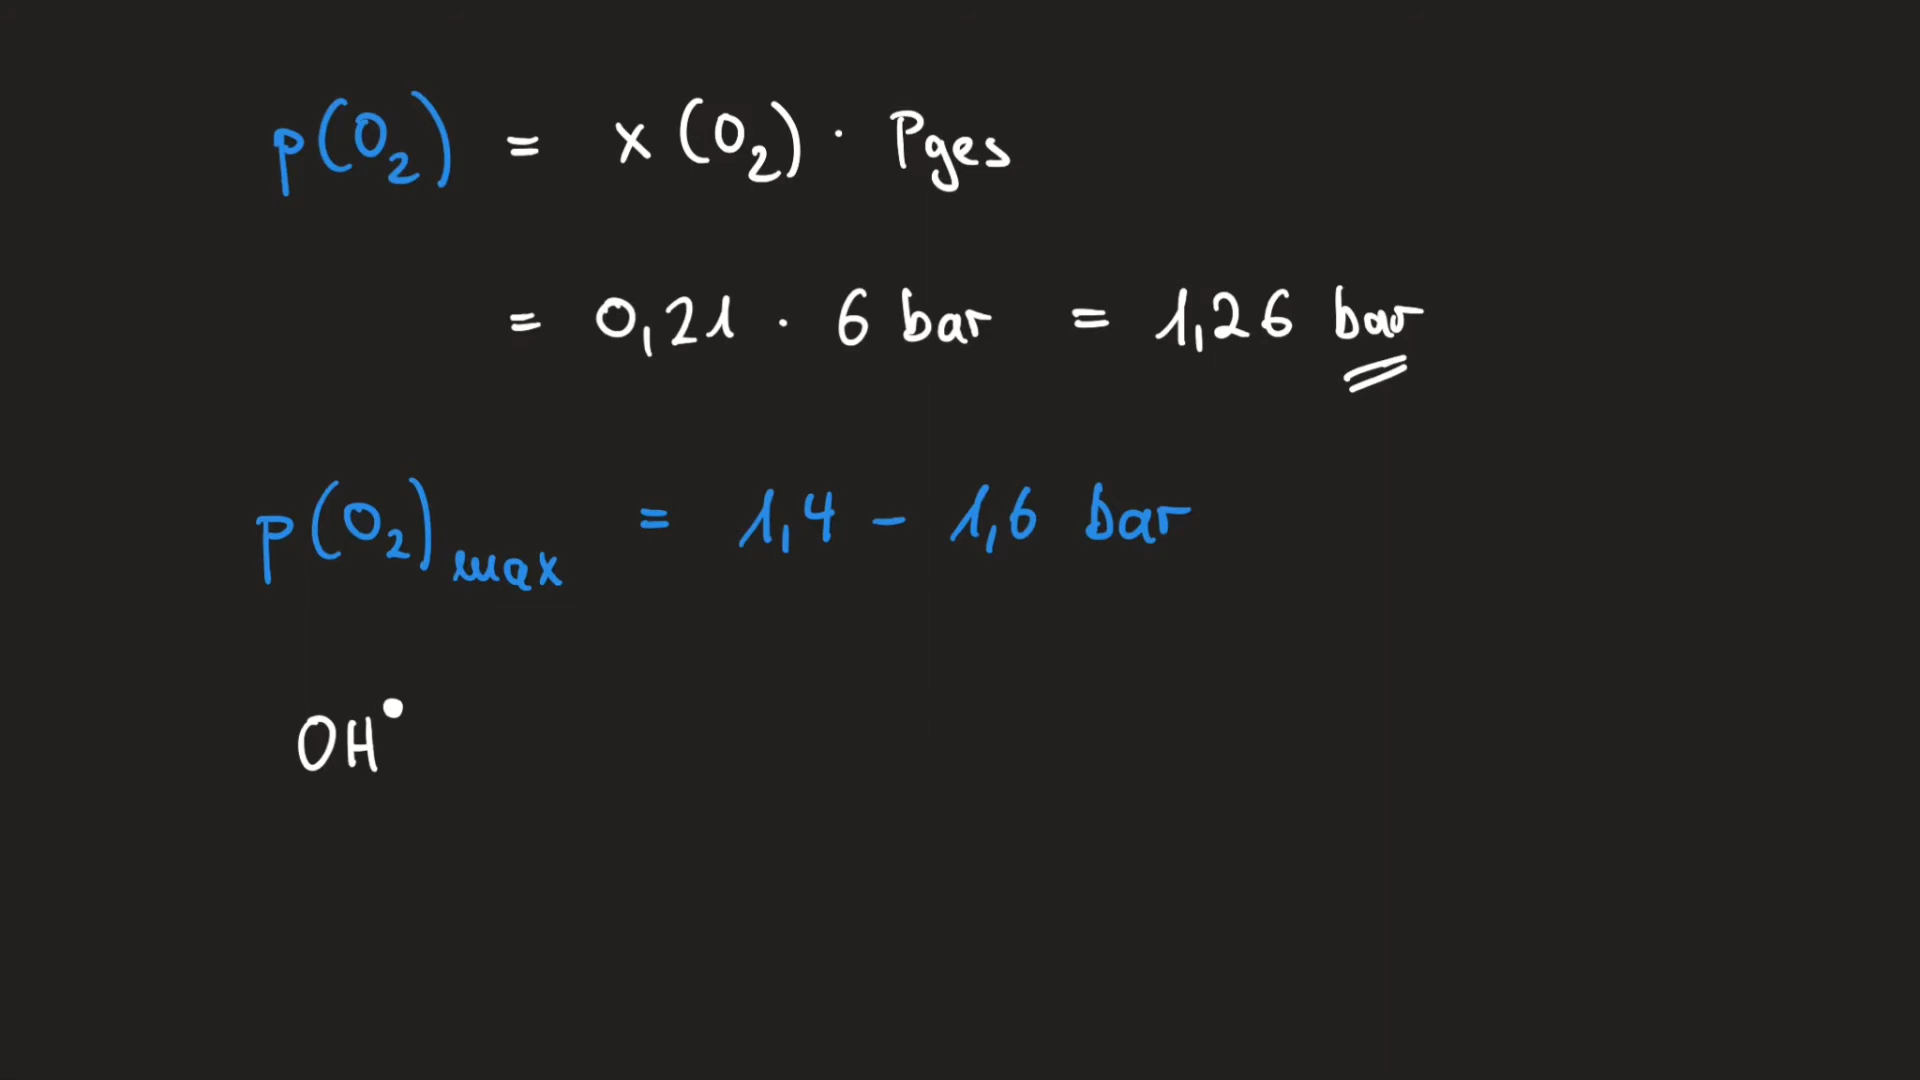 p(O₂) = x(O₂) · Pges
= 0,21 · 6 bar = 1,26 bar
p(O₂)max = 1,4 – 1,6 bar
OH•